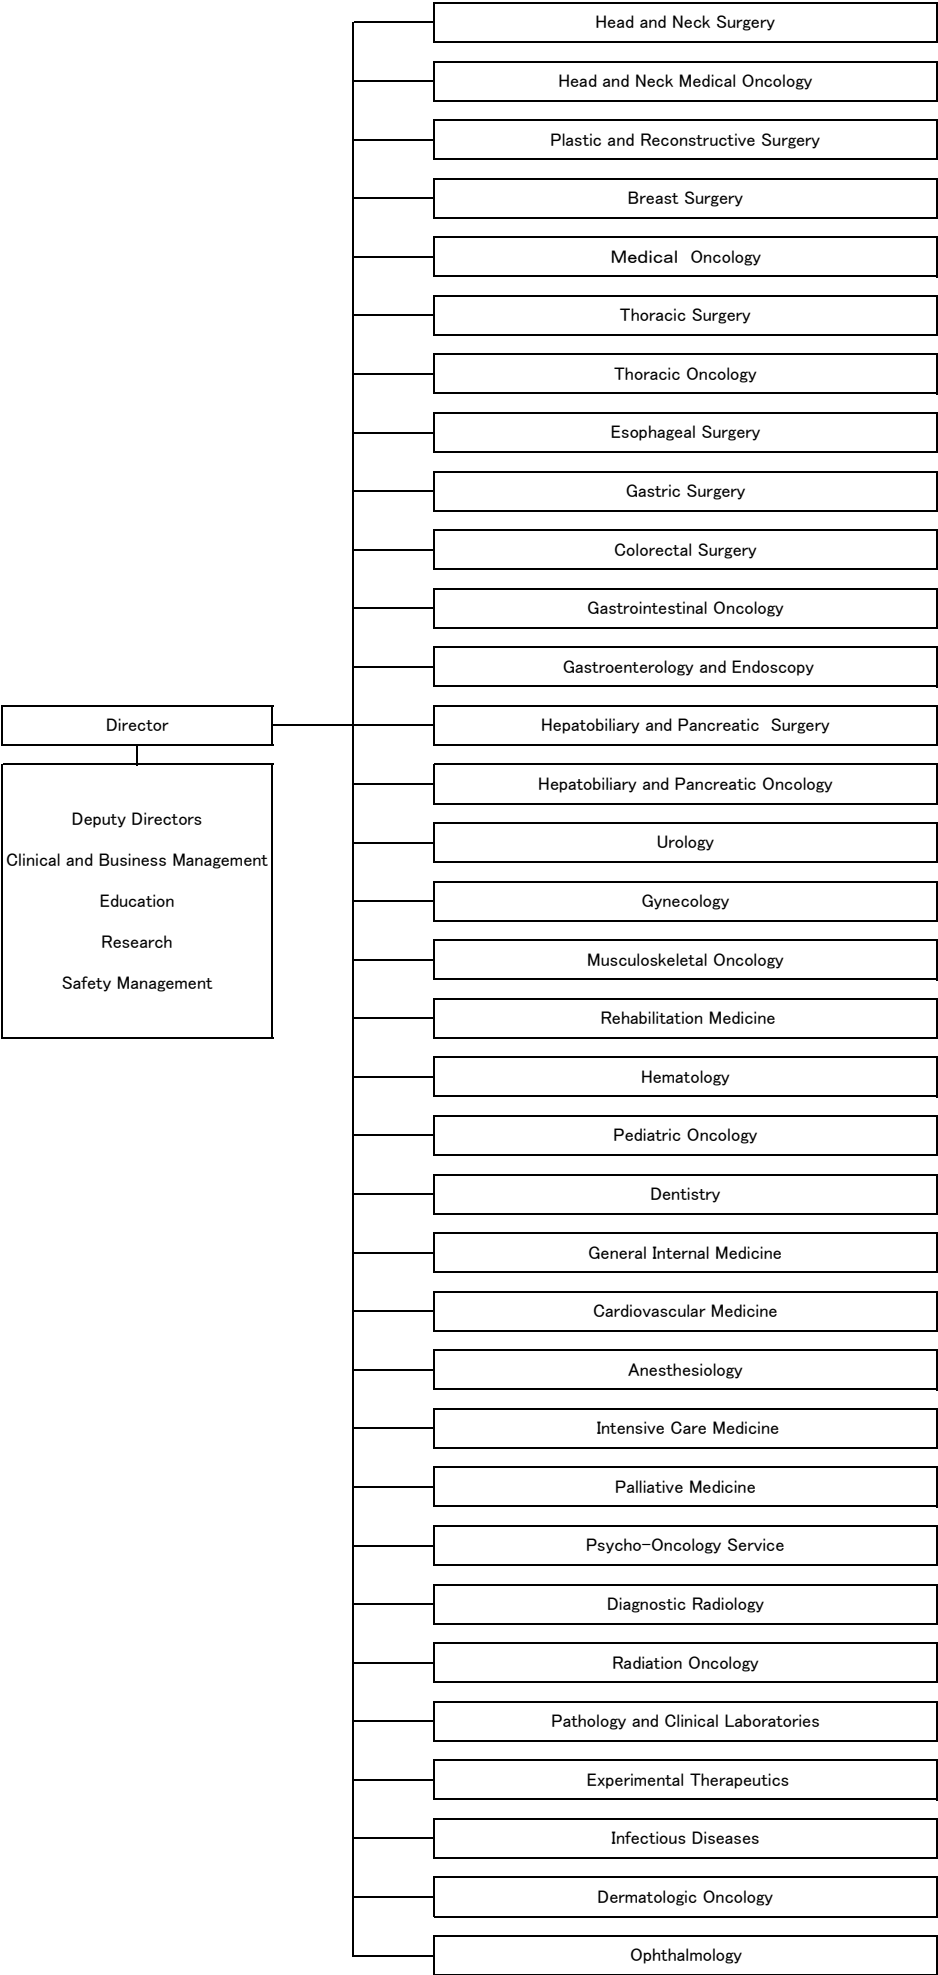 Head and Neck Surgery
Head and Neck Medical Oncology
Plastic and Reconstructive Surgery
Breast Surgery
Medical　Oncology
Thoracic Surgery
Thoracic Oncology
Esophageal Surgery
Gastric Surgery
Colorectal Surgery
Gastrointestinal Oncology
Gastroenterology and Endoscopy
Director
Hepatobiliary and Pancreatic  Surgery
Deputy Directors
Clinical and Business Management
Education
Research
Safety Management
Hepatobiliary and Pancreatic Oncology
Urology
Gynecology
Musculoskeletal Oncology
Rehabilitation Medicine
Hematology
Pediatric Oncology
Dentistry
General Internal Medicine
Cardiovascular Medicine
Anesthesiology
Intensive Care Medicine
Palliative Medicine
Psycho-Oncology Service
Diagnostic Radiology
Radiation Oncology
Pathology and Clinical Laboratories
Experimental Therapeutics
Infectious Diseases
Dermatologic Oncology
Ophthalmology